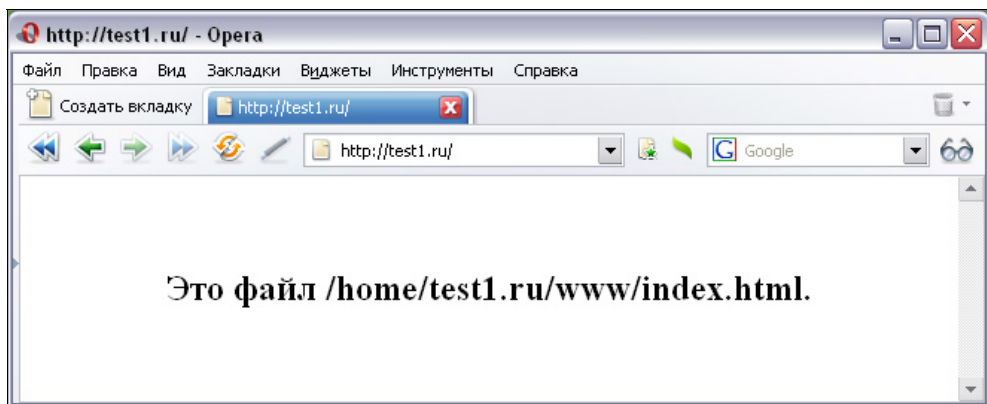 http://test1.ru/ - Opera
Файл Правка Вид Закладки Виджеты Инструменты Справка
Создать вкладку http://test1.ru/
http://test1.ru/ G Google
Это файл /home/test1.ru/www/index.html.